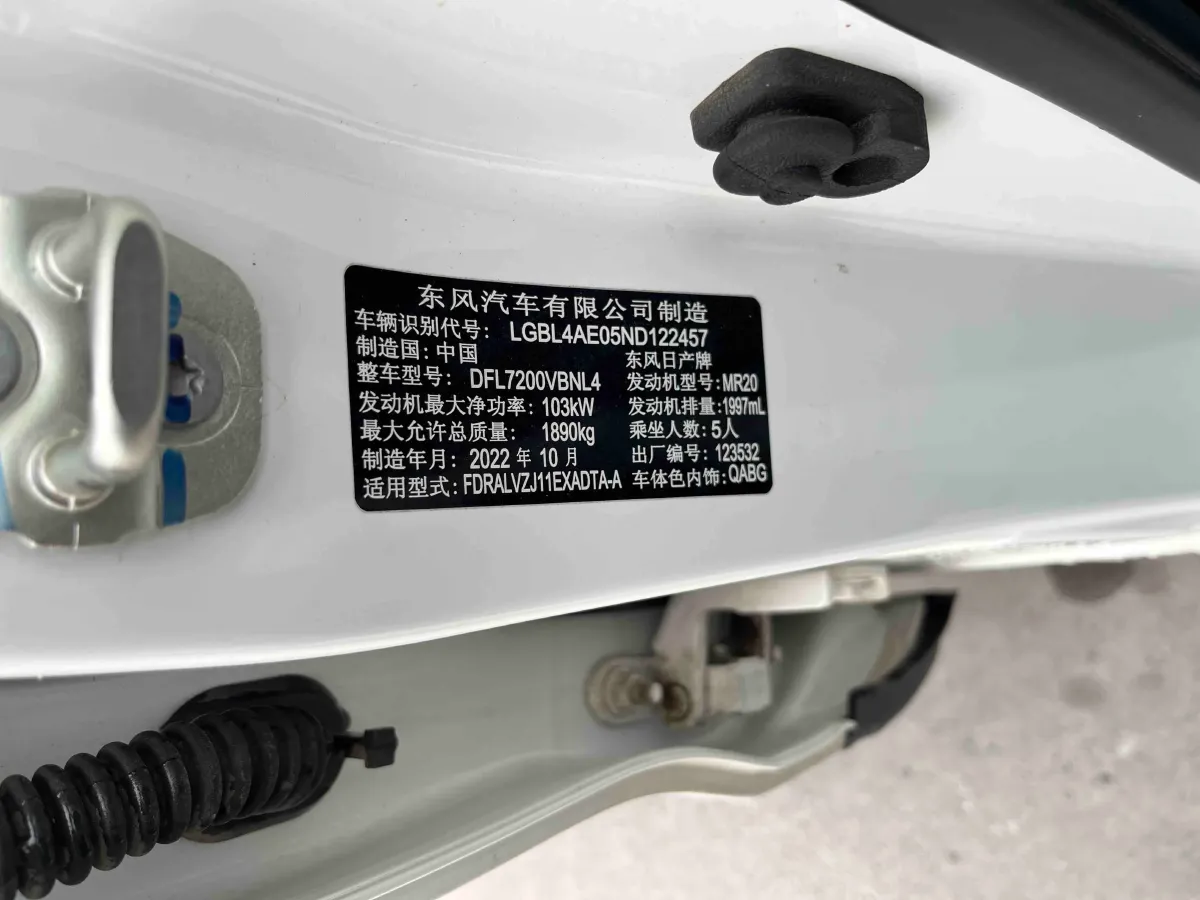 东风汽车有限公司制造
车辆识别代号： LGBL4AE05ND122457
制造国：中国 东风日产牌
整车型号： DFL7200VBNL4 发动机型号：MR20
发动机最大净功率： 103kW 发动机排量：1997mL
最大允许总质量： 1890kg 乘坐人数：5人
制造年月： 2022 年 10 月 出厂编号：123532
适用型式：FDRALVZJ11EXADTA-A 车体色内饰：QABG